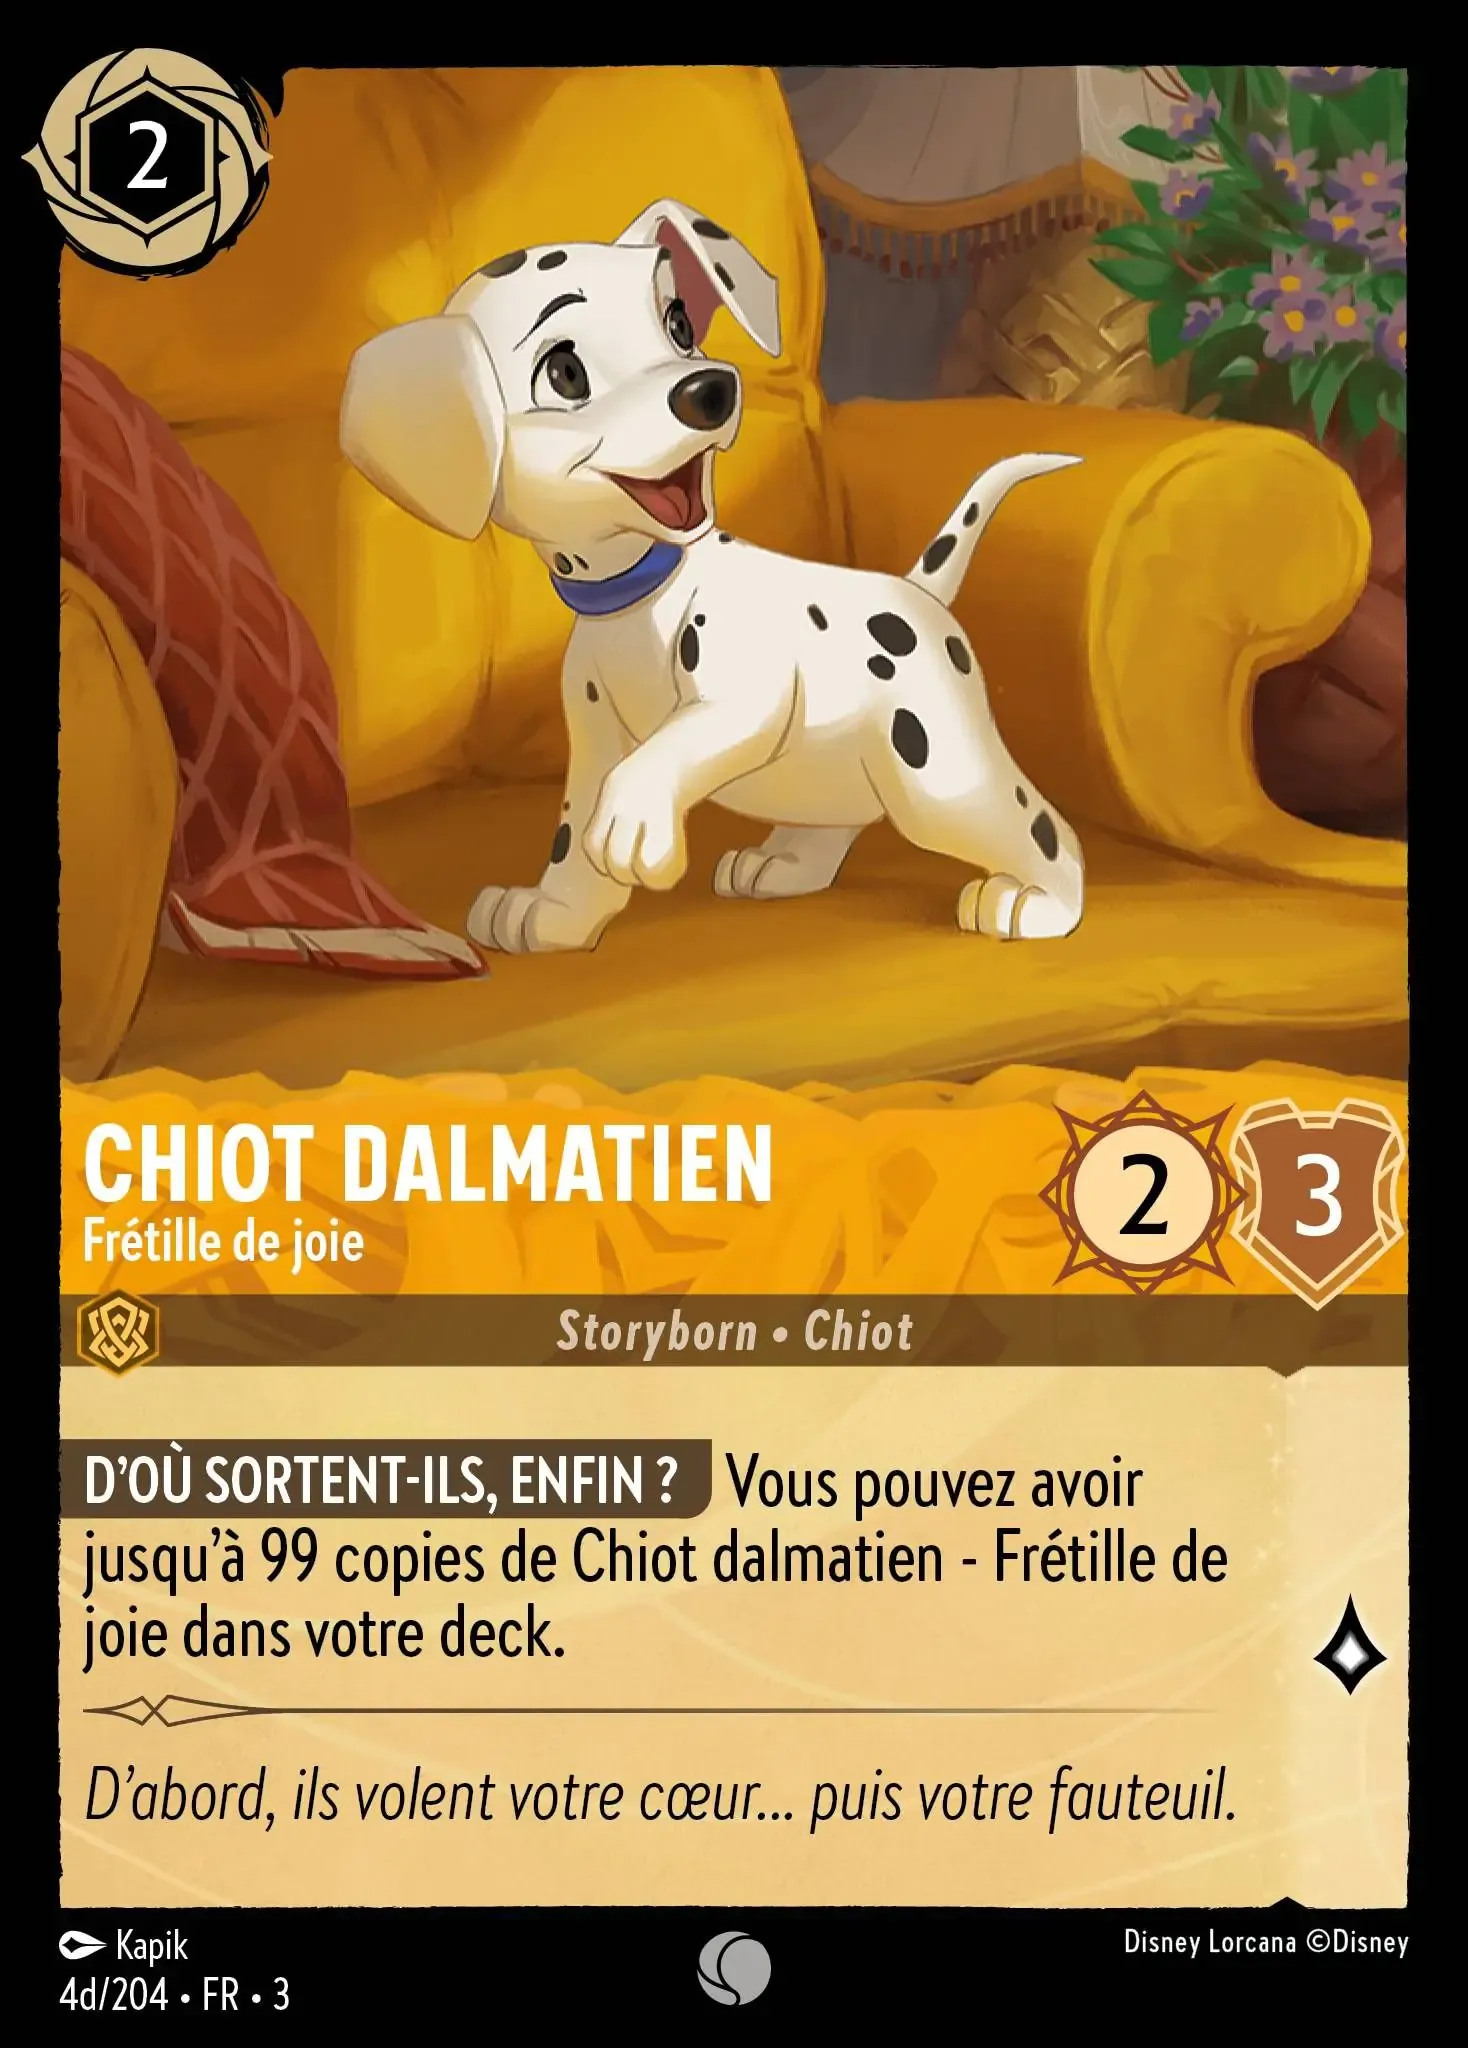 2
CHIOT DALMATIEN
Frétille de joie
2
3
Storyborn • Chiot
D’OÙ SORTENT-ILS, ENFIN ? Vous pouvez avoir
jusqu’à 99 copies de Chiot dalmatien - Frétille de
joie dans votre deck.
D’abord, ils volent votre cœur... puis votre fauteuil.
Kapik
Disney Lorcana ©Disney
4d/204 • FR • 3